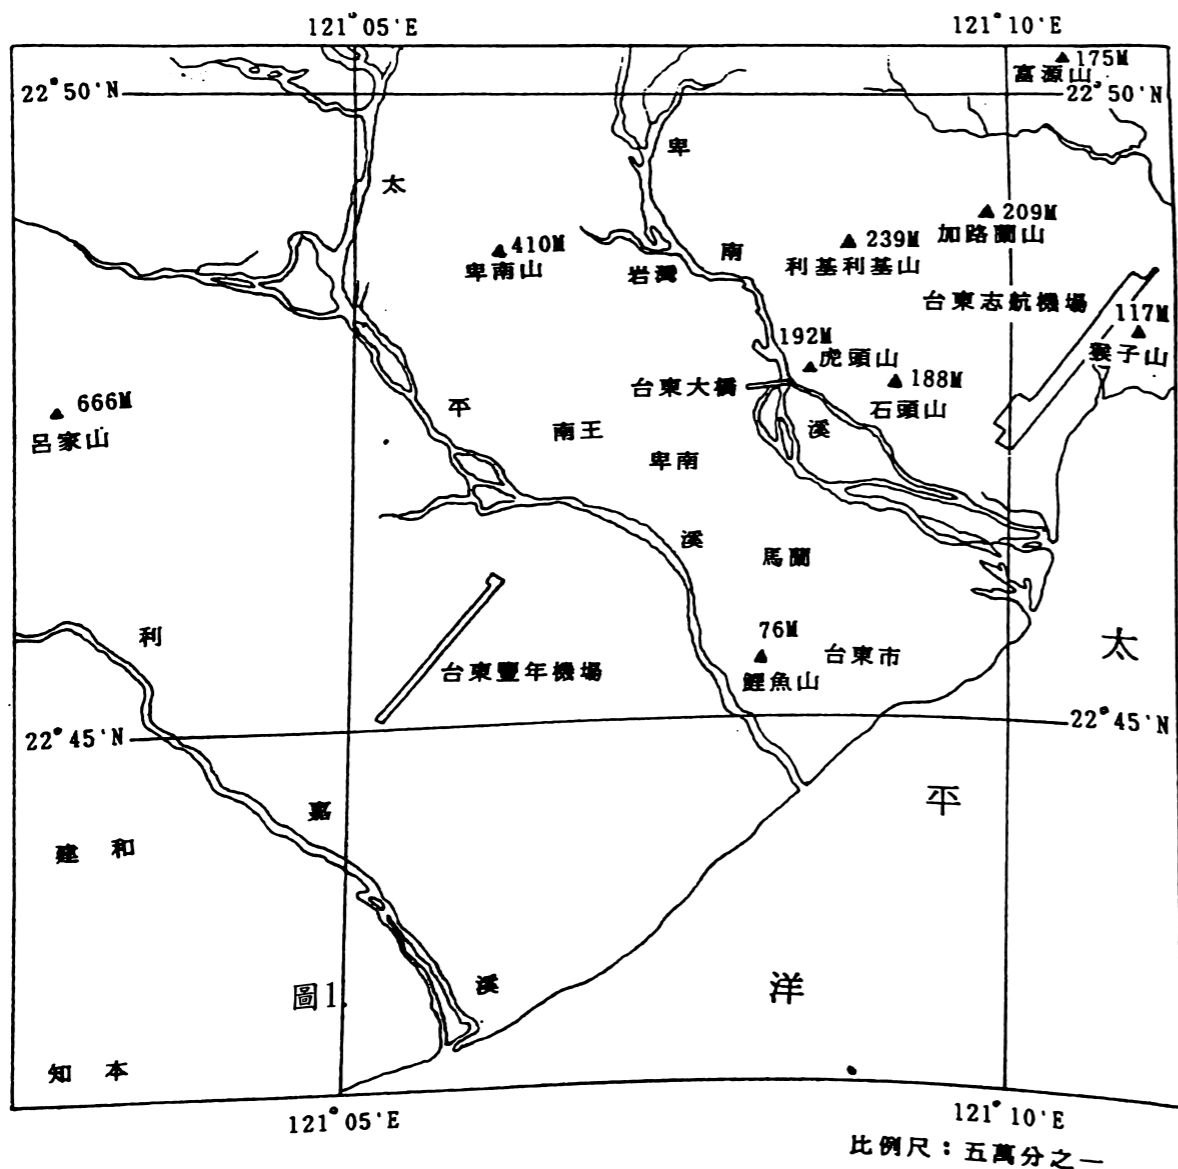 121°05'E
121°10'E
175M
富源山
22°50'N
22°50'N
卑
太
209M
加路蘭山
410M
卑南山
239M
利基利基山
南
岩灣
台東志航機場
117M
猴子山
192M
虎頭山
台東大橋
188M
石頭山
666M
呂家山
平
南王
溪
卑南
溪
馬蘭
利
76M
鯉魚山
台東市
太
台東豐年機場
22°45'N
22°45'N
平
嘉
建和
圖1.
溪
洋
知本
121°05'E
121°10'E
比例尺：五萬分之一